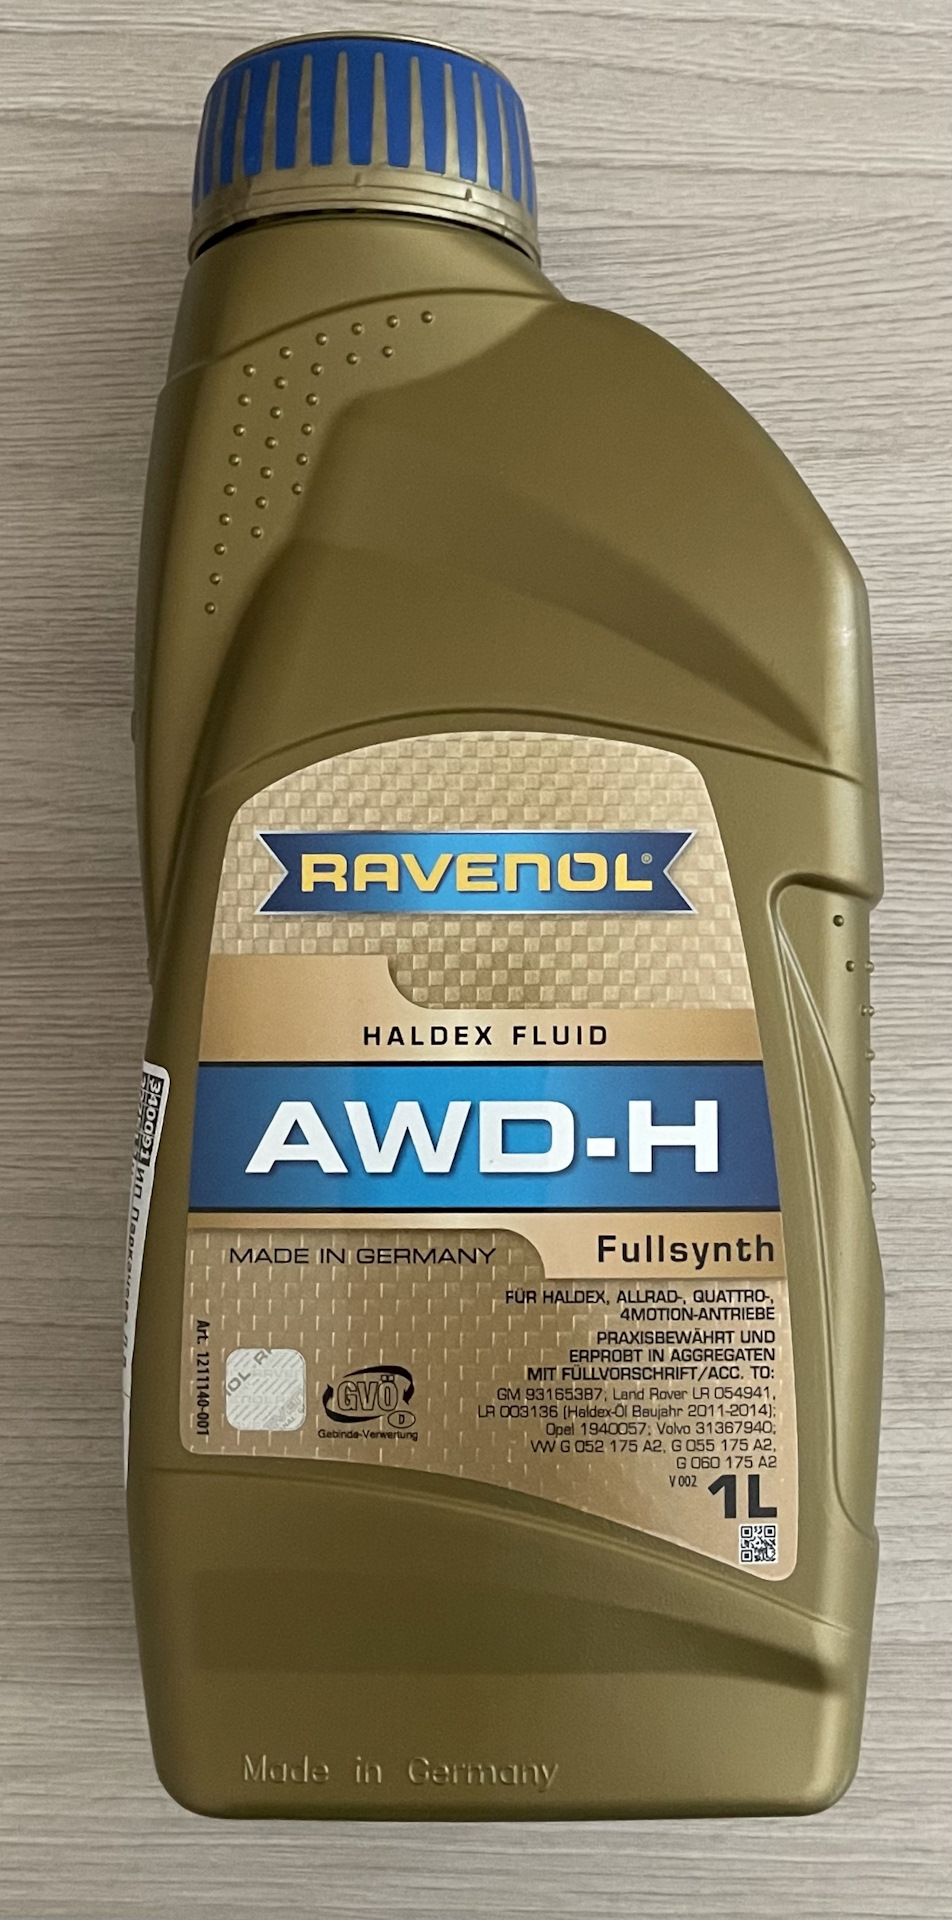 RAVENOL®
HALDEX FLUID
AWD-H
MADE IN GERMANY
Fullsynth
FÜR HALDEX, ALLRAD-, QUATTRO-,
4MOTION-ANTRIEBE
PRAXISBEWÄHRT UND
ERPROBT IN AGGREGATEN
MIT FÜLLVORSCHRIFT/ACC. TO:
GM 93165387; Land Rover LR 054941,
LR 003136 (Haldex-Öl Baujahr 2011-2014);
Opel 1940057; Volvo 31367940;
VW G 052 175 A2, G 055 175 A2,
G 060 175 A2
V 002
1L
Art. 1211140-001
GVÖ
D
Gebinde-Verwertung
310091
ИП
Made in Germany